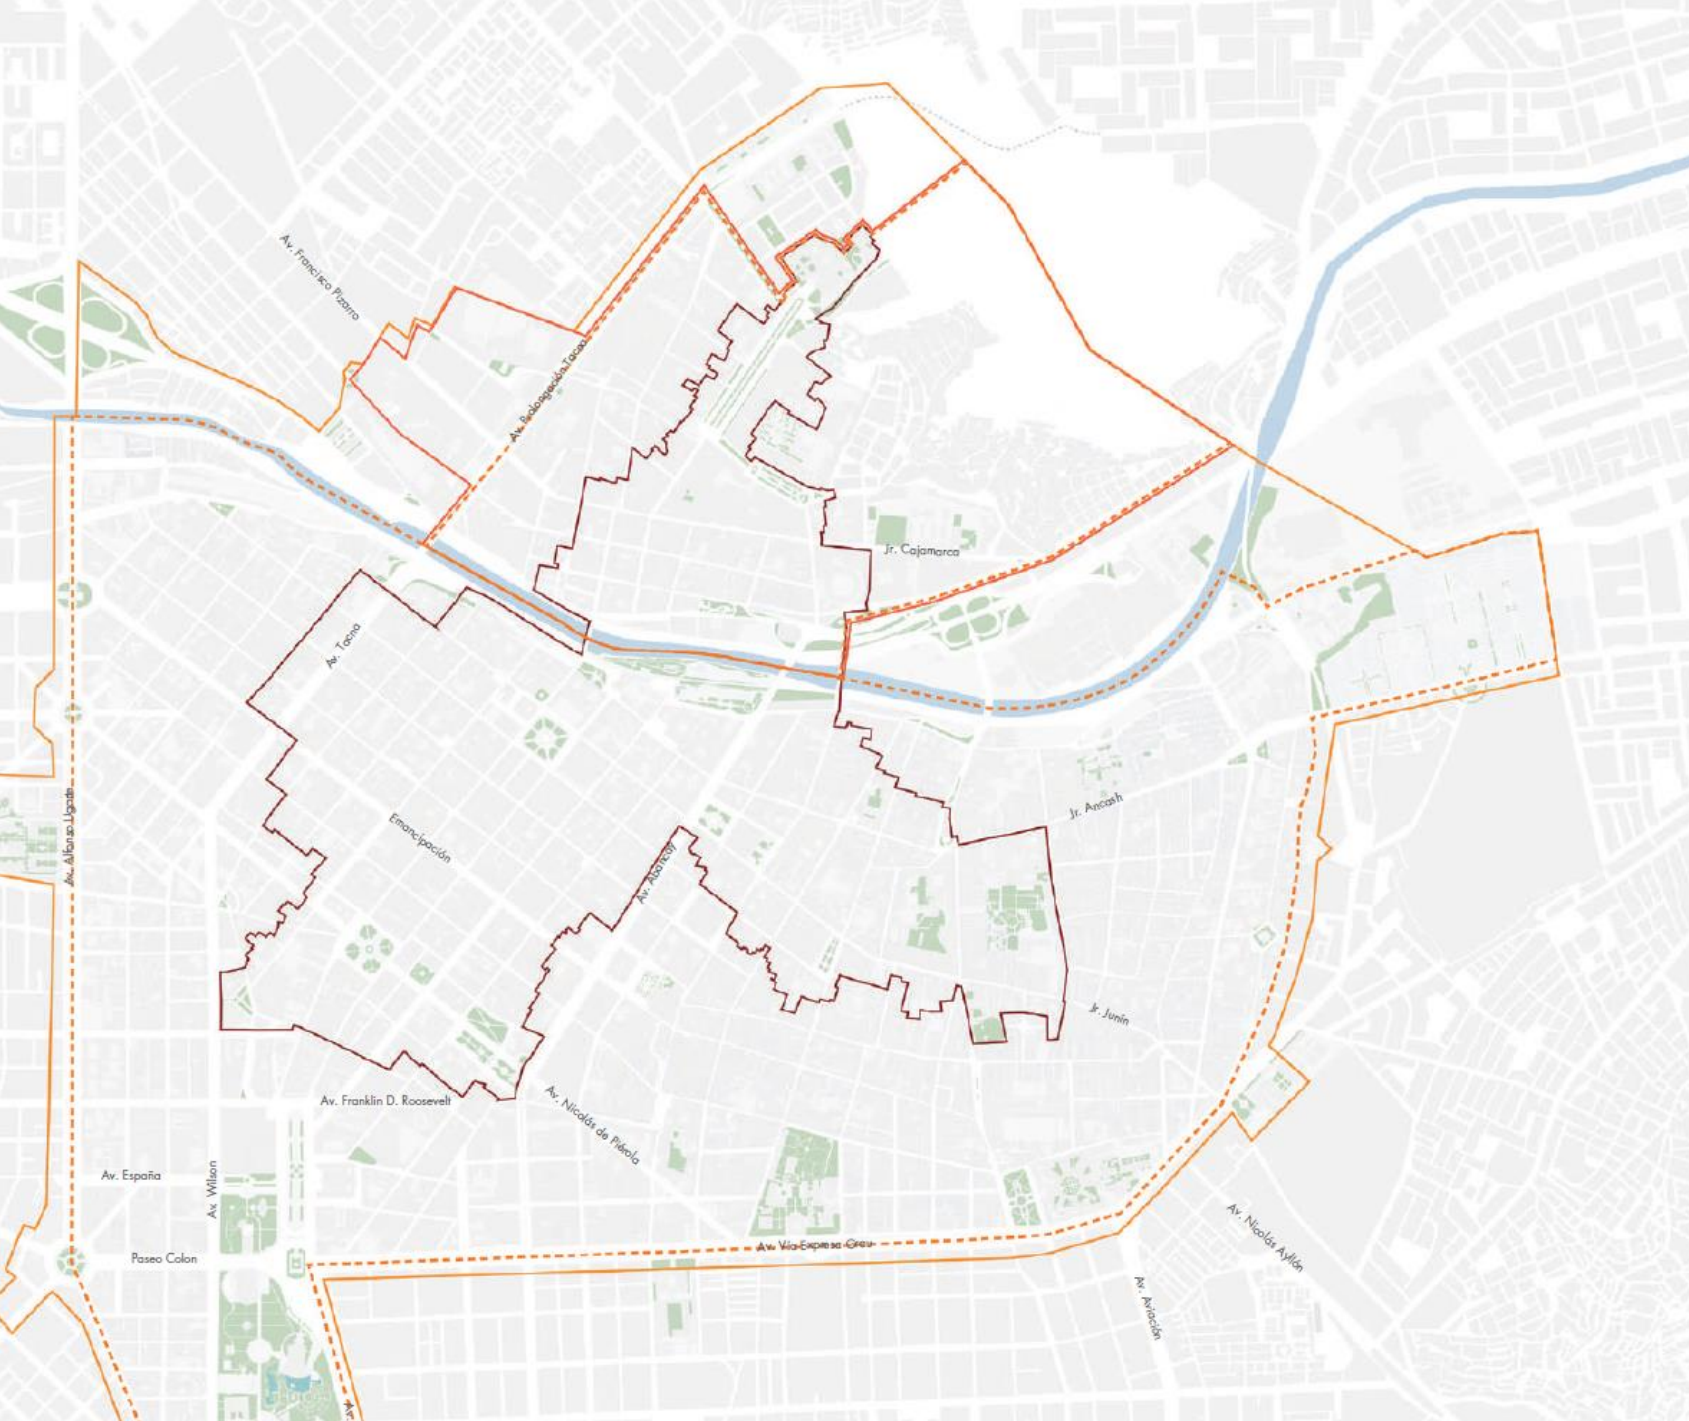 Av. Francisco Pizarro
Av. Prolongación Tacna
Jr. Cajamarca
Av. Tacna
Av. Alfonso Ugarte
Emancipación
Av. Abancay
Jr. Ancash
Jr. Junín
Av. Franklin D. Roosevelt
Av. Nicolás de Piérola
Av. España
Av. Wilson
Paseo Colon
Av. Vía Expresa Grau
Av. Nicolás Ayllón
Av. Aviación